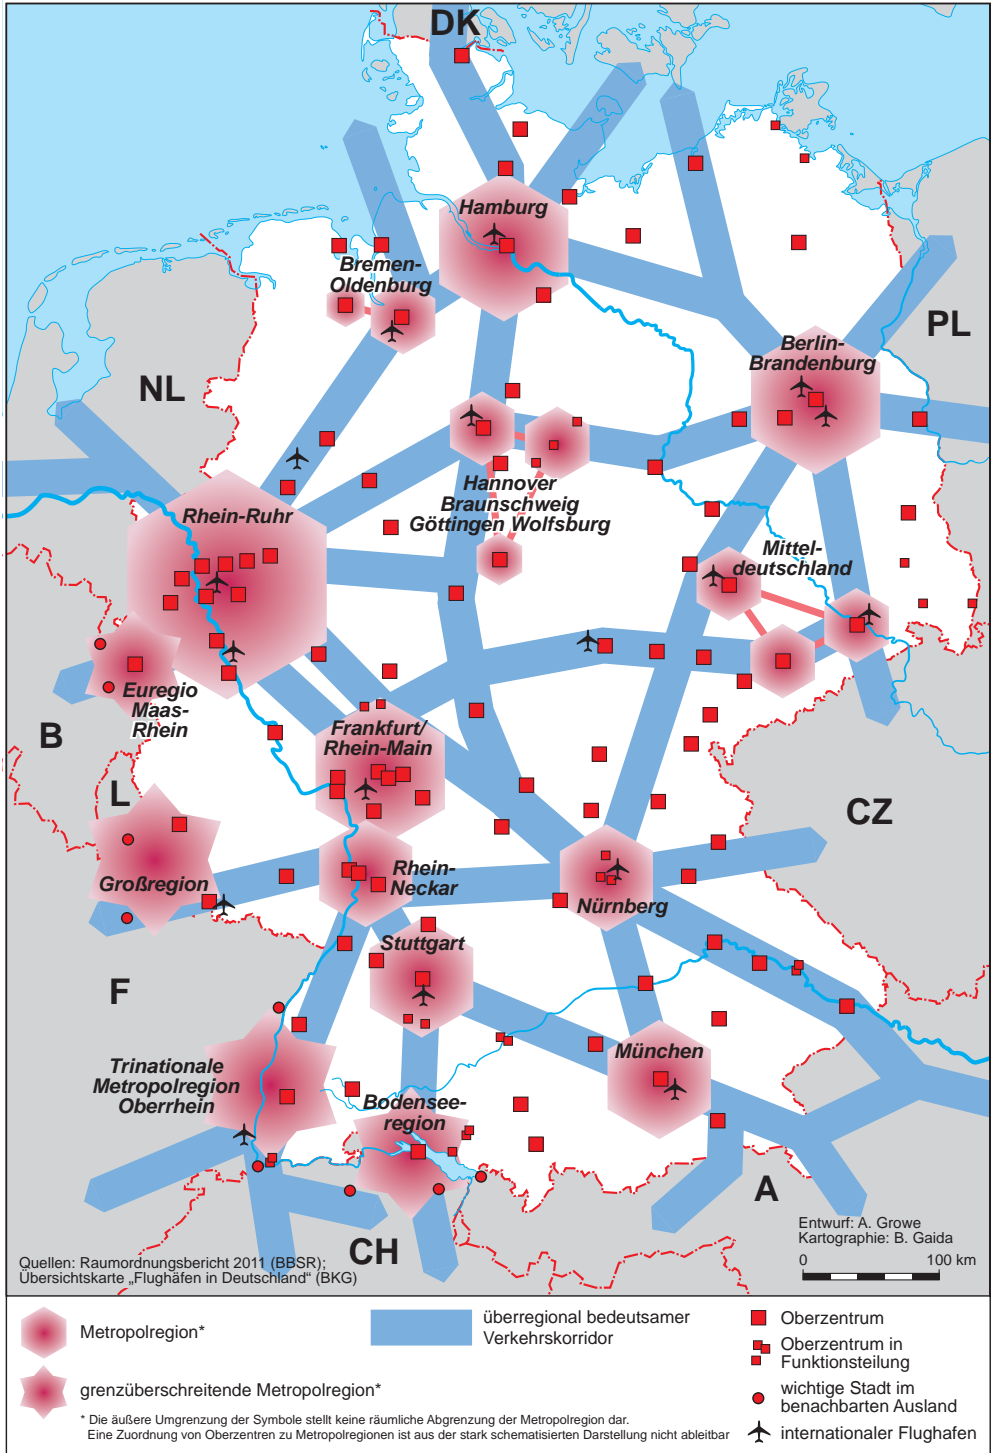 DK
Hamburg
Bremen-
Oldenburg
PL
Berlin-
Brandenburg
NL
Hannover
Braunschweig
Göttingen Wolfsburg
Rhein-Ruhr
Mittel-
deutschland
Euregio
Maas-
Rhein
B
Frankfurt/
Rhein-Main
L
CZ
Großregion
Rhein-
Neckar
Nürnberg
Stuttgart
F
München
Trinationale
Metropolregion
Oberrhein
Bodensee-
region
A
CH
Entwurf: A. Growe
Kartographie: B. Gaida
0 100 km
Quellen: Raumordnungsbericht 2011 (BBSR);
Übersichtskarte „Flughäfen in Deutschland“ (BKG)
Metropolregion*
grenzüberschreitende Metropolregion*
überregional bedeutsamer
Verkehrskorridor
Oberzentrum
Oberzentrum in
Funktionsteilung
wichtige Stadt im
benachbarten Ausland
internationaler Flughafen
* Die äußere Umgrenzung der Symbole stellt keine räumliche Abgrenzung der Metropolregion dar.
Eine Zuordnung von Oberzentren zu Metropolregionen ist aus der stark schematisierten Darstellung nicht ableitbar